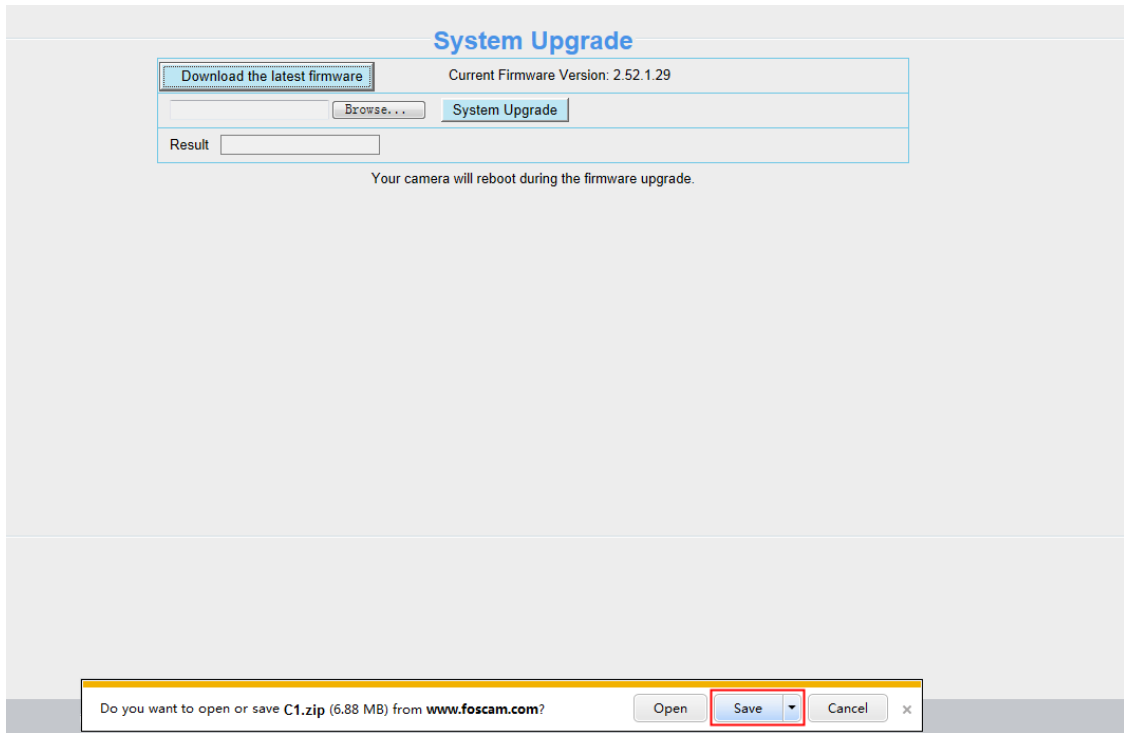 System Upgrade
Download the latest firmware Current Firmware Version: 2.52.1.29
Browse... System Upgrade
Result
Your camera will reboot during the firmware upgrade.
Do you want to open or save C1.zip (6.88 MB) from www.foscam.com? Open Save Cancel ×